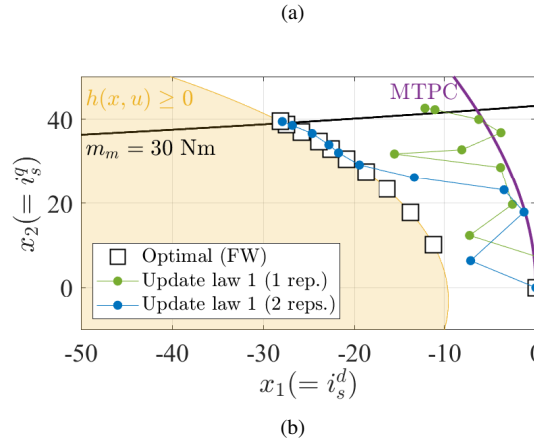 (a)
h(x, u) ≥ 0
MTPC
m_m = 30 Nm
40
20
0
x_2(= i_s^q)
Optimal (FW)
Update law 1 (1 rep.)
Update law 1 (2 reps.)
-50 -40 -30 -20 -10 0
x_1(= i_s^d)
(b)